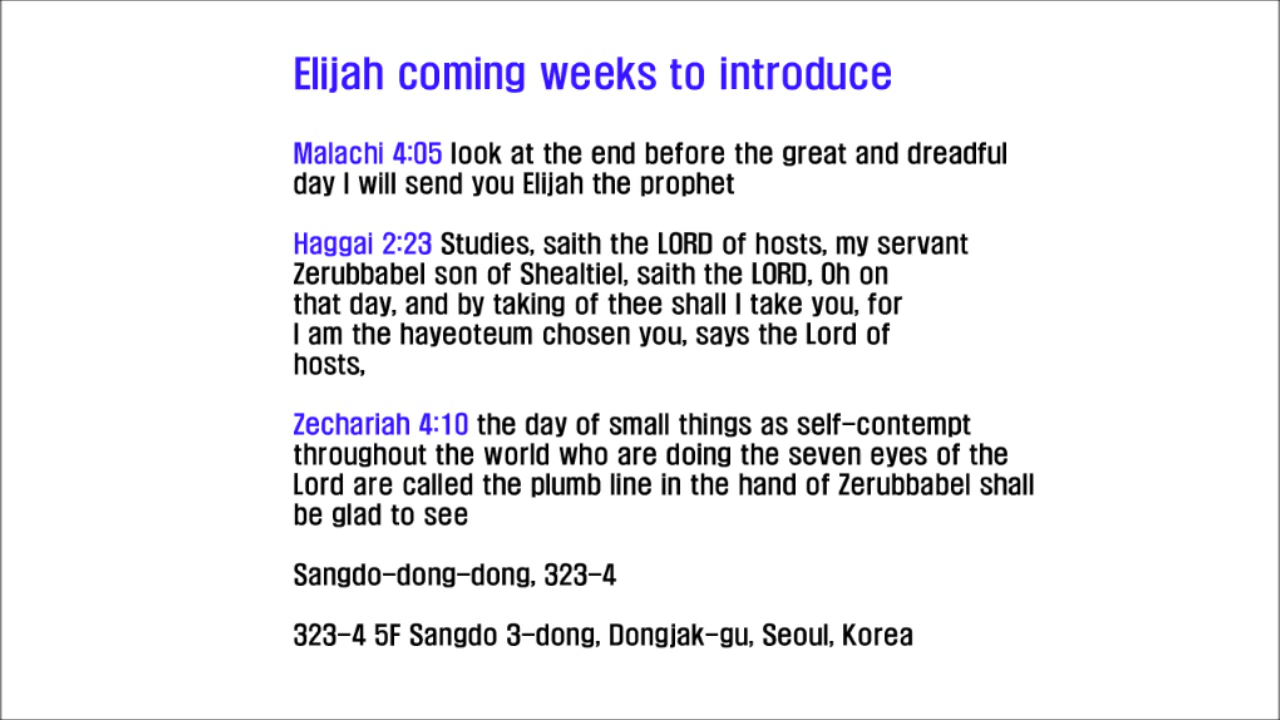 Elijah coming weeks to introduce
Malachi 4:05 look at the end before the great and dreadful
day I will send you Elijah the prophet
Haggai 2:23 Studies, saith the LORD of hosts, my servant
Zerubbabel son of Shealtiel, saith the LORD, Oh on
that day, and by taking of thee shall I take you, for
I am the hayeoteum chosen you, says the Lord of
hosts,
Zechariah 4:10 the day of small things as self-contempt
throughout the world who are doing the seven eyes of the
Lord are called the plumb line in the hand of Zerubbabel shall
be glad to see
Sangdo-dong-dong, 323-4
323-4 5F Sangdo 3-dong, Dongjak-gu, Seoul, Korea